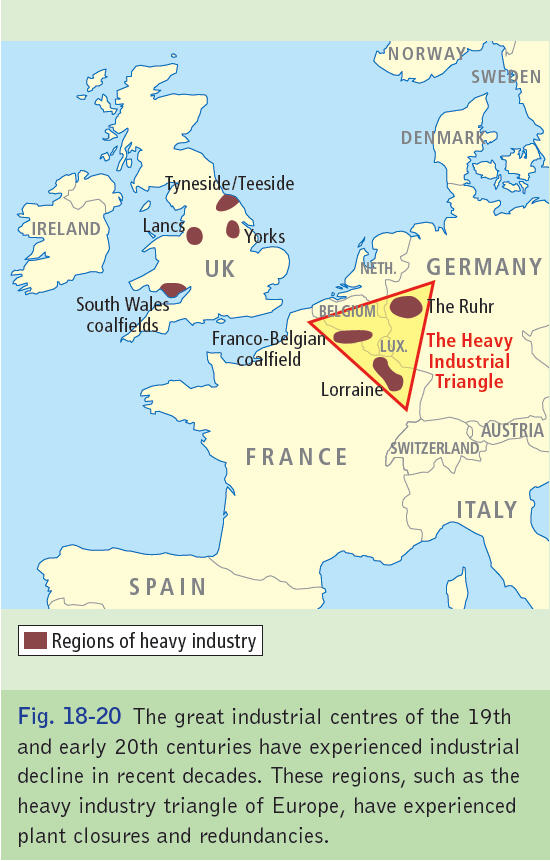 NORWAY
SWEDEN
DENMARK
Tyneside/Teeside
Lancs
Yorks
IRELAND
UK
NETH.
GERMANY
South Wales
coalfields
BELGIUM
The Ruhr
Franco-Belgian
coalfield
LUX.
The Heavy
Industrial
Triangle
Lorraine
FRANCE
SWITZERLAND
AUSTRIA
ITALY
SPAIN
Regions of heavy industry
Fig. 18-20 The great industrial centres of the 19th
and early 20th centuries have experienced industrial
decline in recent decades. These regions, such as the
heavy industry triangle of Europe, have experienced
plant closures and redundancies.